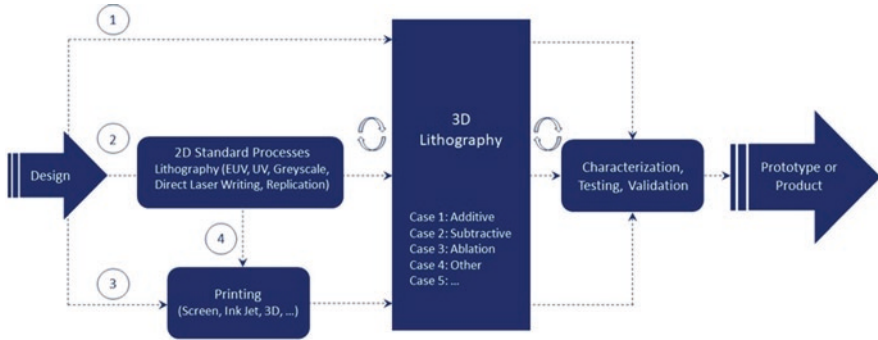 1
2
3
4
Design
2D Standard Processes
Lithography (EUV, UV, Greyscale,
Direct Laser Writing, Replication)
Printing
(Screen, Ink Jet, 3D, ...)
3D
Lithography
Case 1: Additive
Case 2: Subtractive
Case 3: Ablation
Case 4: Other
Case 5: ...
Characterization,
Testing, Validation
Prototype or
Product